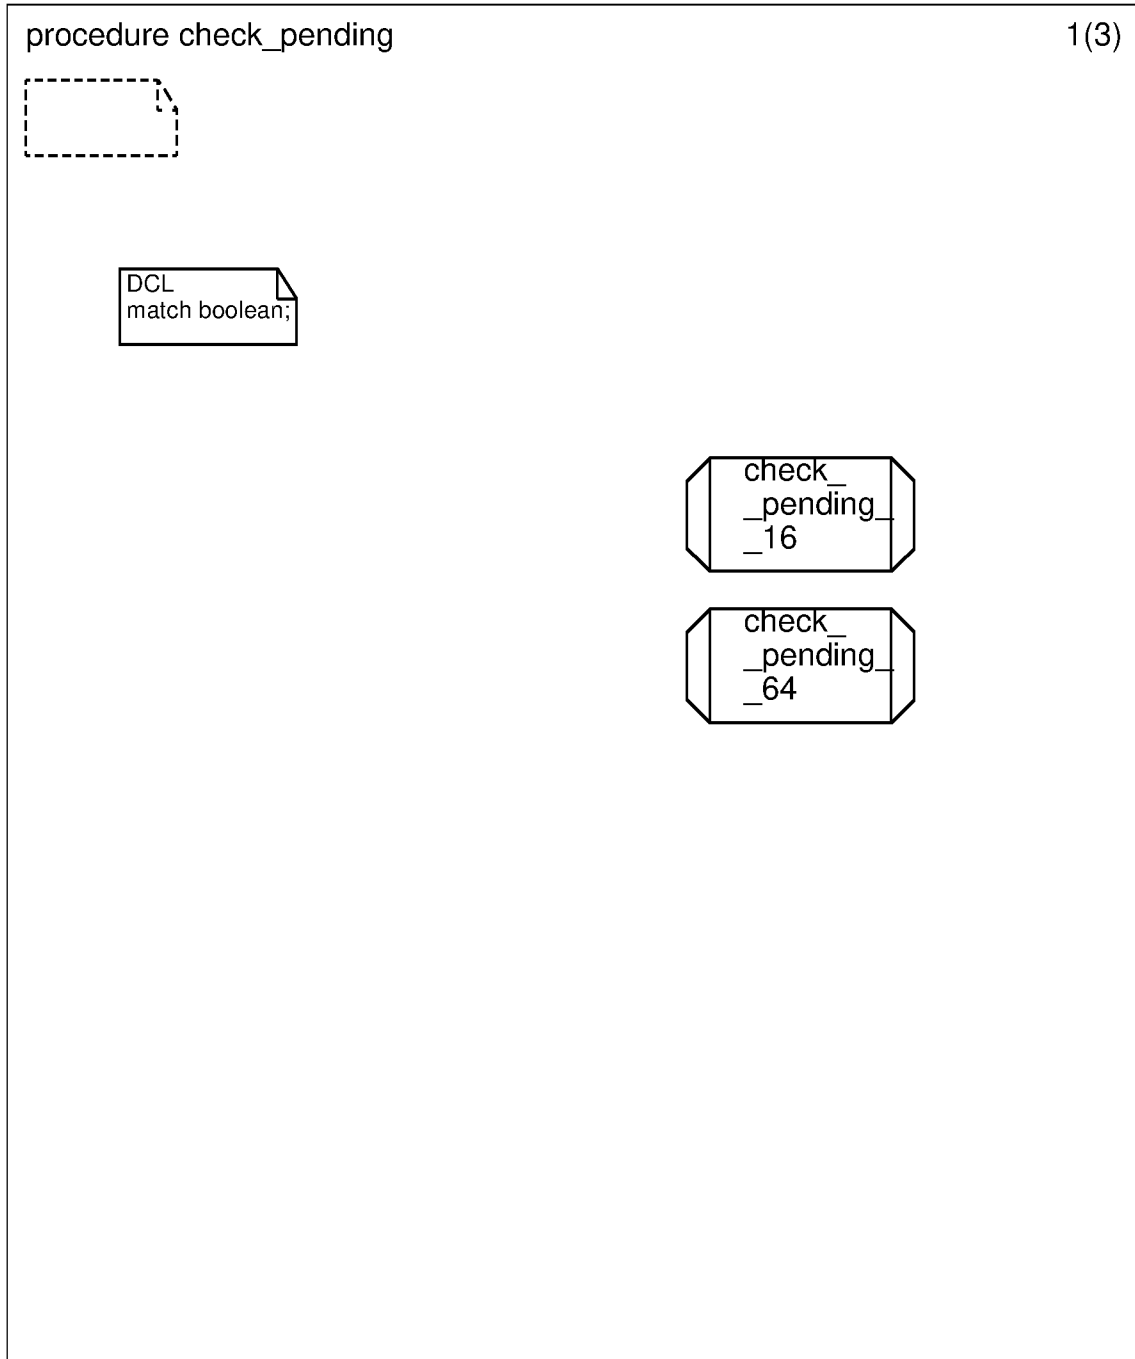 procedure check_pending
1(3)
DCL
match boolean;
check_
_pending_
_16
check_
_pending_
_64